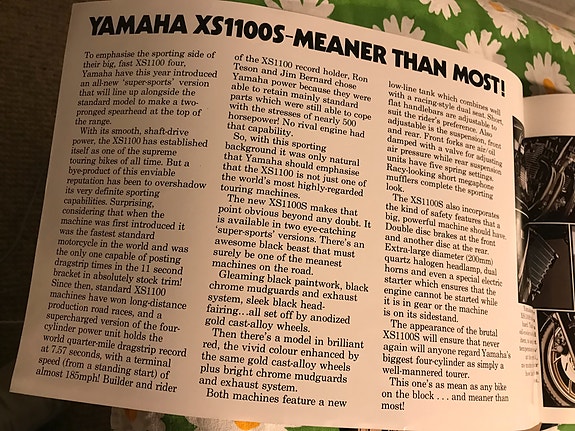 YAMAHA XS1100S-MEANER THAN MOST!
To emphasise the sporting side of
their big, fast XS1100 four,
Yamaha have this year introduced
an all-new 'super-sports' version
that will line up alongside the
standard model to make a two-
pronged spearhead at the top of
the range.
With its smooth, shaft-drive
power, the XS1100 has established
itself as one of the supreme
touring bikes of all time. But a
bye-product of this enviable
reputation has been to overshadow
its very definite sporting
capabilities. Surprising,
considering that when the
machine was first introduced it
was the fastest standard
motorcycle in the world and was
the only one capable of posting
dragstrip times in the 11 second
bracket in absolutely stock trim!
Since then, standard XS1100
machines have won long-distance
production road races, and a
supercharged version of the four-
cylinder power unit holds the
world quarter-mile dragstrip record
at 7.57 seconds, with a terminal
speed (from a standing start) of
almost 185mph! Builder and rider
of the XS1100 record holder, Ron
Teson and Jim Bernard chose
Yamaha power because they were
able to retain mainly standard
parts which were still able to cope
with the stresses of nearly 500
horsepower! No rival engine had
that capability.
So, with this sporting
background it was only natural
that Yamaha should emphasise
that the XS1100 is not just one of
the world's most highly-regarded
touring machines.
The new XS1100S makes that
point obvious beyond any doubt. It
is available in two eye-catching
'super-sports' versions. There's an
awesome black beast that must
surely be one of the meanest
machines on the road.
Gleaming black paintwork, black
chrome mudguards and exhaust
system, sleek black head.
fairing...all set off by anodized
gold cast-alloy wheels.
Then there's a model in brilliant
red, the vivid colour enhanced by
the same gold cast-alloy wheels
plus bright chrome mudguards
and exhaust system.
Both machines feature a new
low-line tank which combines well
with a racing-style dual seat. Short,
flat handlebars are adjustable to
suit the rider's preference. Also
adjustable is the suspension, front
and rear. Front forks are air/oil
damped with a valve for adjusting
air pressure while rear suspension
units have five spring settings.
Racy-looking short megaphone
mufflers complete the sporting
look.
The XS1100S also incorporates
the kind of safety features that a
big, powerful machine should have.
Double disc brakes at the front
and another disc at the rear.
Extra-large diameter (200mm)
quartz halogen headlamp, dual
horns and even a special electric
starter which ensures that the
engine cannot be started while
it is in gear or the machine
is on its sidestand.
The appearance of the brutal
XS1100S will ensure that never
again will anyone regard Yamaha's
biggest four-cylinder as simply a
well-mannered tourer.
This one's as mean as any bike
on the block . . . and meaner than
most!